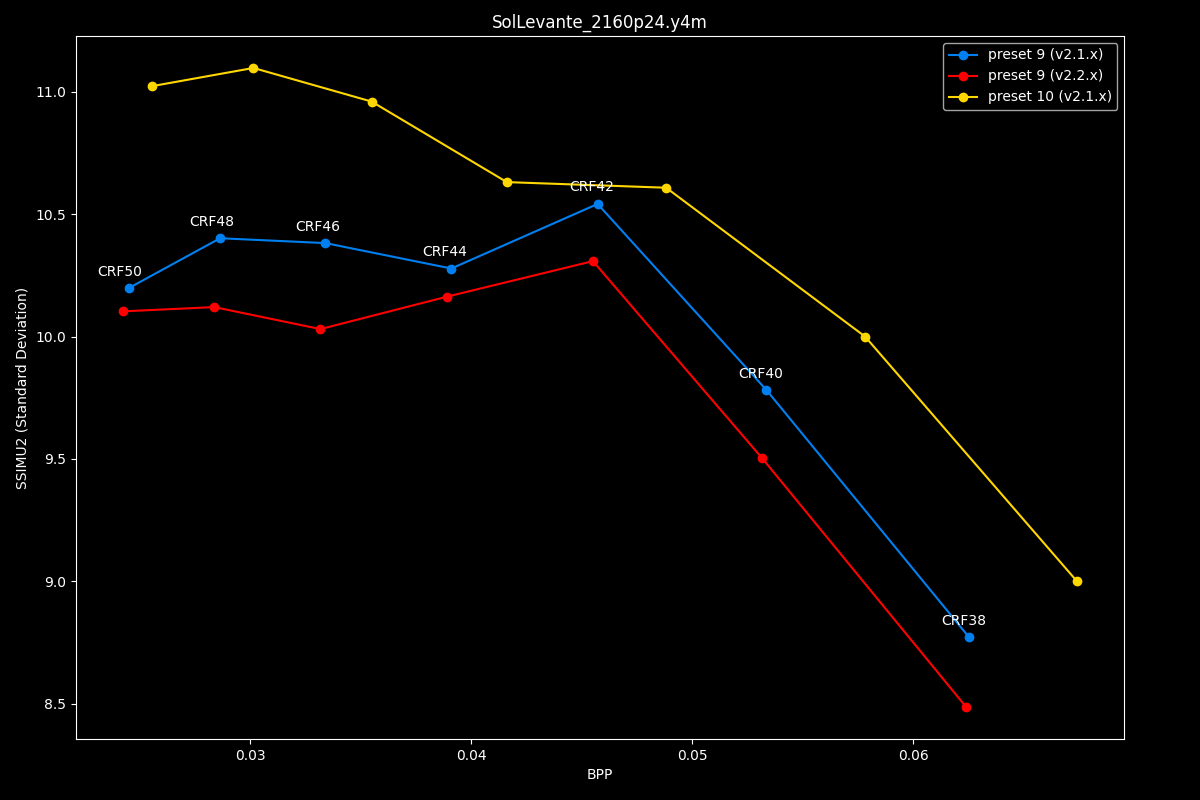 SolLevante_2160p24.y4m
preset 9 (v2.1.x)
preset 9 (v2.2.x)
preset 10 (v2.1.x)
11.0
10.5
10.0
9.5
9.0
8.5
SSIMU2 (Standard Deviation)
CRF50
CRF48
CRF46
CRF44
CRF42
CRF40
CRF38
0.03
0.04
0.05
0.06
BPP